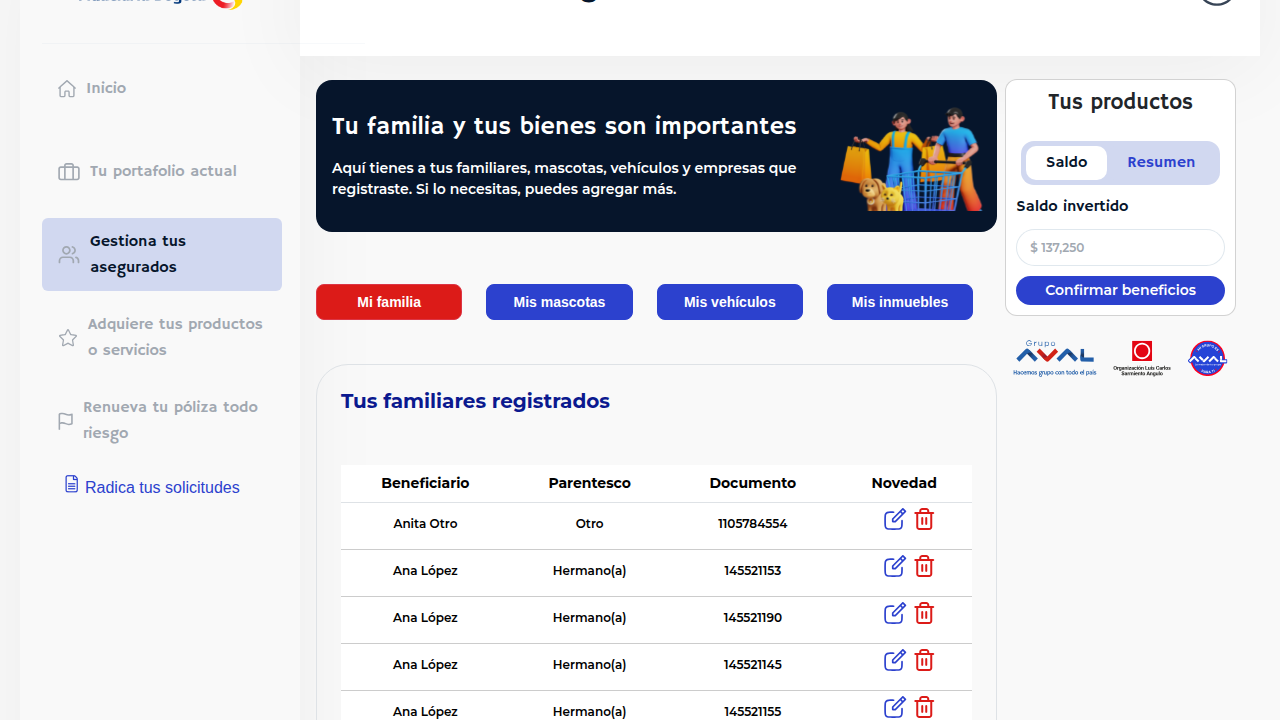 Inicio
Tu portafolio actual
Gestiona tus
asegurados
Adquiere tus productos
o servicios
Renueva tu póliza todo
riesgo
Radica tus solicitudes
Tu familia y tus bienes son importantes
Aquí tienes a tus familiares, mascotas, vehículos y empresas que
registraste. Si lo necesitas, puedes agregar más.
Mi familia
Mis mascotas
Mis vehículos
Mis inmuebles
Tus familiares registrados
Beneficiario Parentesco Documento Novedad
Anita Otro Otro 1105784554
Ana López Hermano(a) 145521153
Ana López Hermano(a) 145521190
Ana López Hermano(a) 145521145
Ana López Hermano(a) 145521155
Tus productos
Saldo
Resumen
Saldo invertido
$ 137,250
Confirmar beneficios
Grupo
AVAL
Hacemos grupo con todo el país
Organización Luis Carlos
Sarmiento Angulo
AVAL